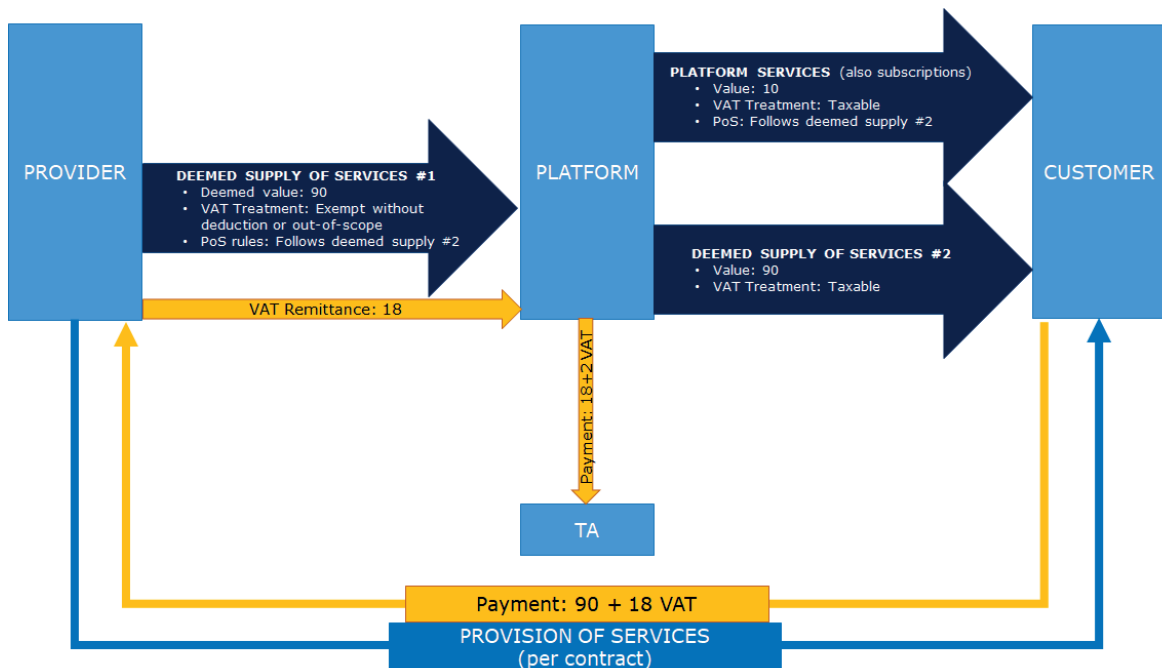 PROVIDER
DEEMED SUPPLY OF SERVICES #1
• Deemed value: 90
• VAT Treatment: Exempt without
deduction or out-of-scope
• PoS rules: Follows deemed supply #2
VAT Remittance: 18
PLATFORM
PLATFORM SERVICES (also subscriptions)
• Value: 10
• VAT Treatment: Taxable
• PoS: Follows deemed supply #2
DEEMED SUPPLY OF SERVICES #2
• Value: 90
• VAT Treatment: Taxable
CUSTOMER
Payment: 18+2 VAT
TA
Payment: 90 + 18 VAT
PROVISION OF SERVICES
(per contract)